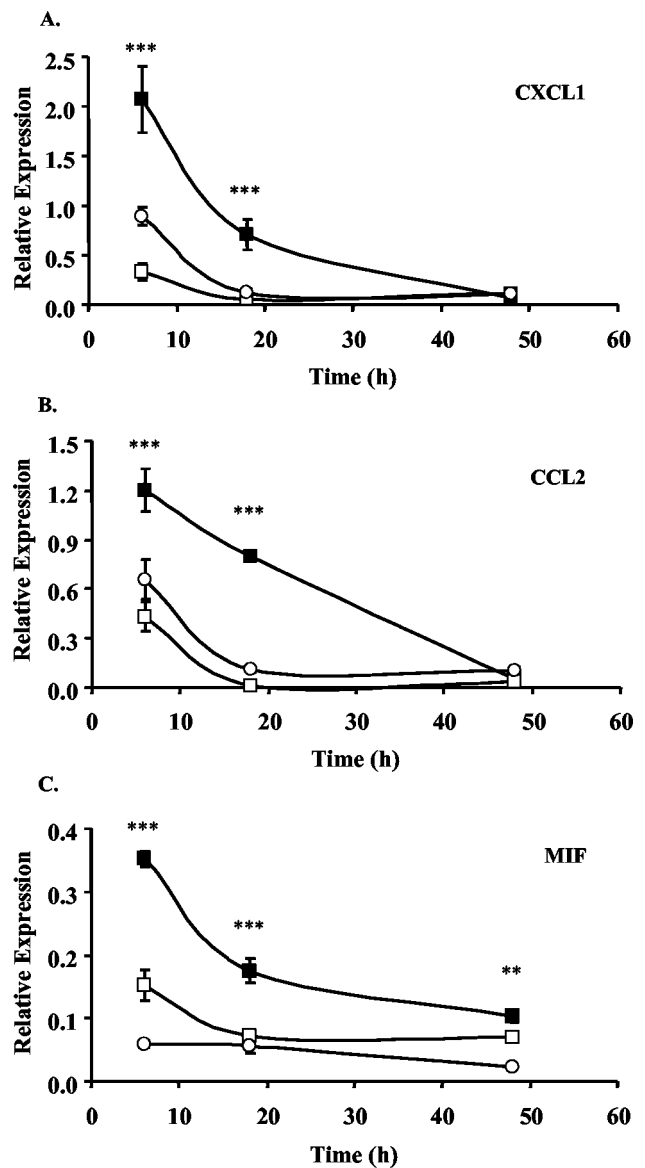 A.
***
2.5
CXCL1
2.0
1.5
***
1.0
0.5
0
Relative Expression
0 10 20 30 40 50 60
Time (h)
B.
1.5
***
CCL2
1.2
***
0.9
0.6
0.3
0.0
Relative Expression
0 10 20 30 40 50 60
Time (h)
C.
***
0.4
MIF
0.3
***
0.2
**
0.1
0.0
Relative Expression
0 10 20 30 40 50 60
Time (h)